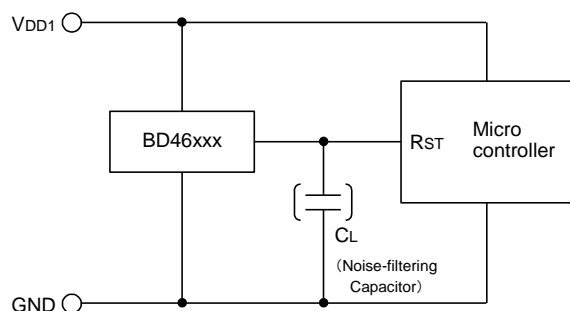 VDD1
BD46xxx
RST
Micro
controller
CL
（Noise-filtering
Capacitor）
GND